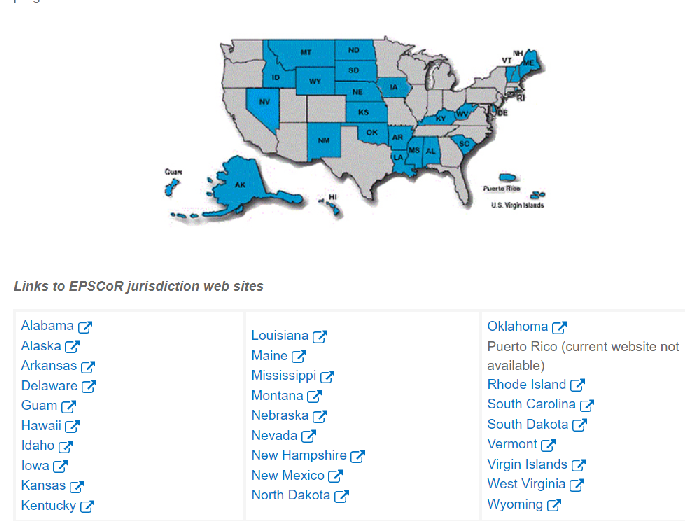 MT
ND
VT
NH
ME
ID
SD
WY
IA
NE
RI
NV
KS
KY
WV
DE
OK
AR
NM
SC
MS
AL
LA
Guam
AK
HI
Puerto Rico
U.S. Virgin Islands
Links to EPSCoR jurisdiction web sites
Alabama
Alaska
Arkansas
Delaware
Guam
Hawaii
Idaho
Iowa
Kansas
Kentucky
Louisiana
Maine
Mississippi
Montana
Nebraska
Nevada
New Hampshire
New Mexico
North Dakota
Oklahoma
Puerto Rico (current website not
available)
Rhode Island
South Carolina
South Dakota
Vermont
Virgin Islands
West Virginia
Wyoming